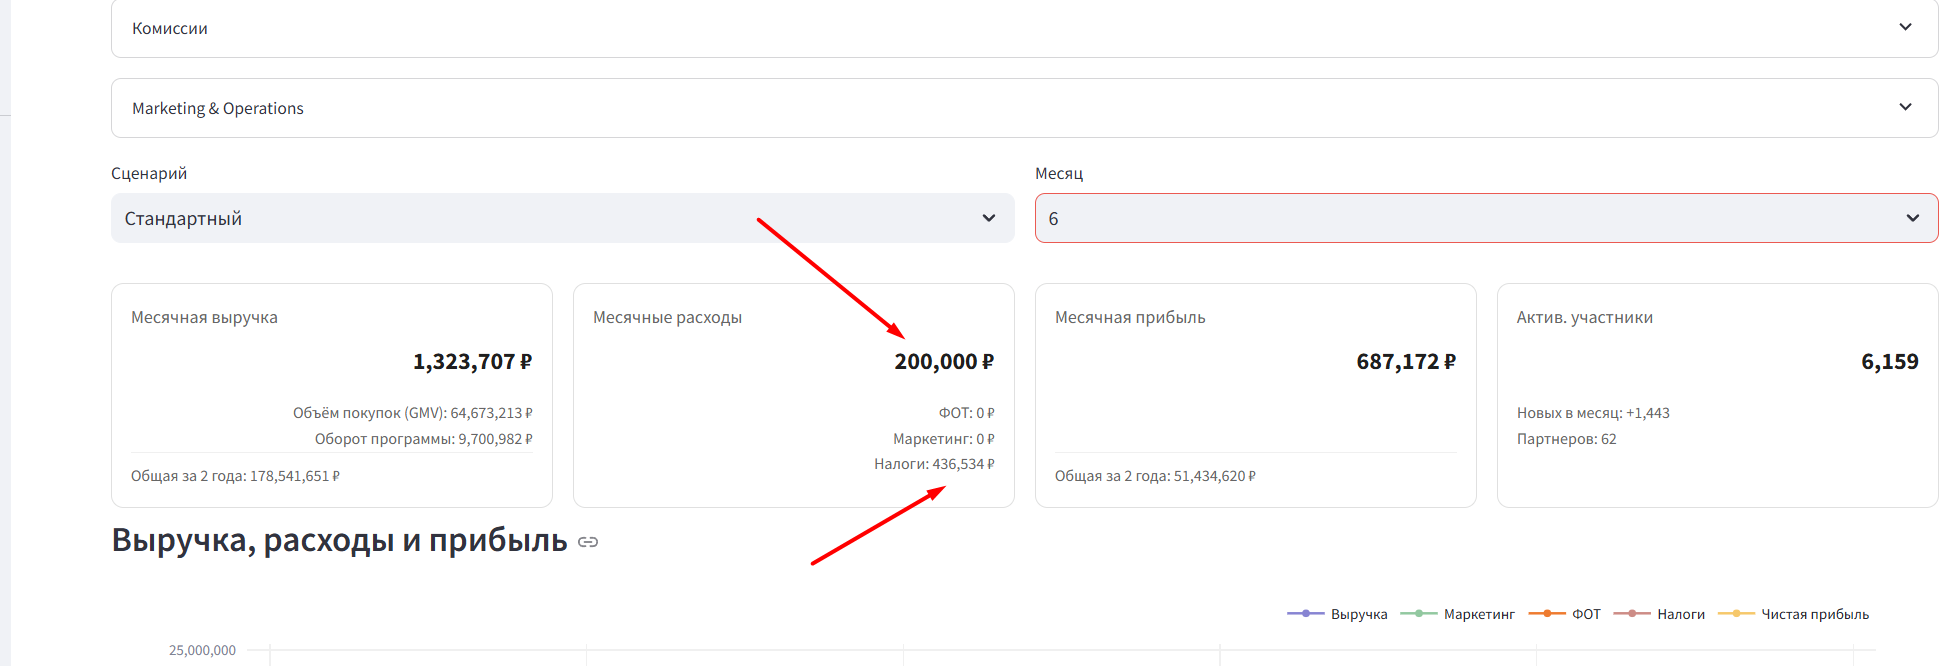 Комиссии
Marketing & Operations
Сценарий
Месяц
Стандартный
6
Месячная выручка
1,323,707 ₽
Объём покупок (GMV): 64,673,213 ₽
Оборот программы: 9,700,982 ₽
Общая за 2 года: 178,541,651 ₽
Месячные расходы
200,000 ₽
ФОТ: 0 ₽
Маркетинг: 0 ₽
Налоги: 436,534 ₽
Месячная прибыль
687,172 ₽
Общая за 2 года: 51,434,620 ₽
Актив. участники
6,159
Новых в месяц: +1,443
Партнеров: 62
Выручка, расходы и прибыль
Выручка Маркетинг ФОТ Налоги Чистая прибыль
25,000,000